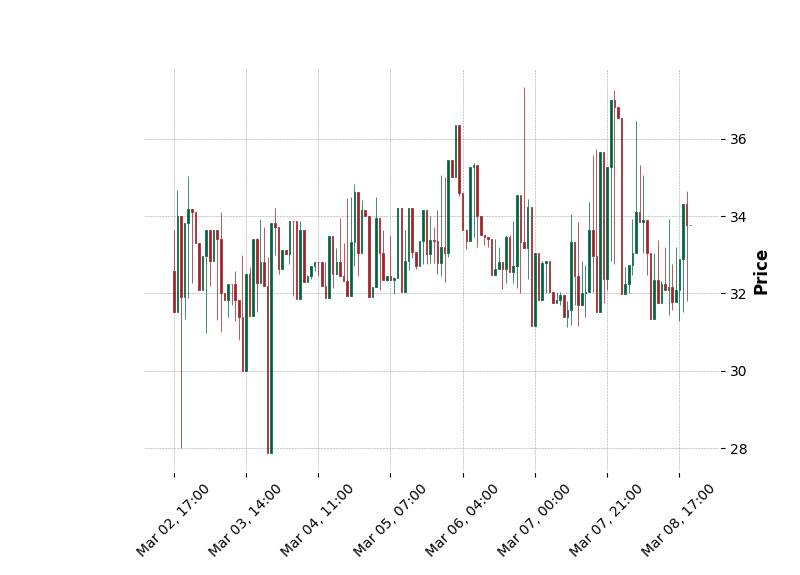 36
34
32
30
28
Price
Mar 02, 17:00
Mar 03, 14:00
Mar 04, 11:00
Mar 05, 07:00
Mar 06, 04:00
Mar 07, 00:00
Mar 07, 21:00
Mar 08, 17:00